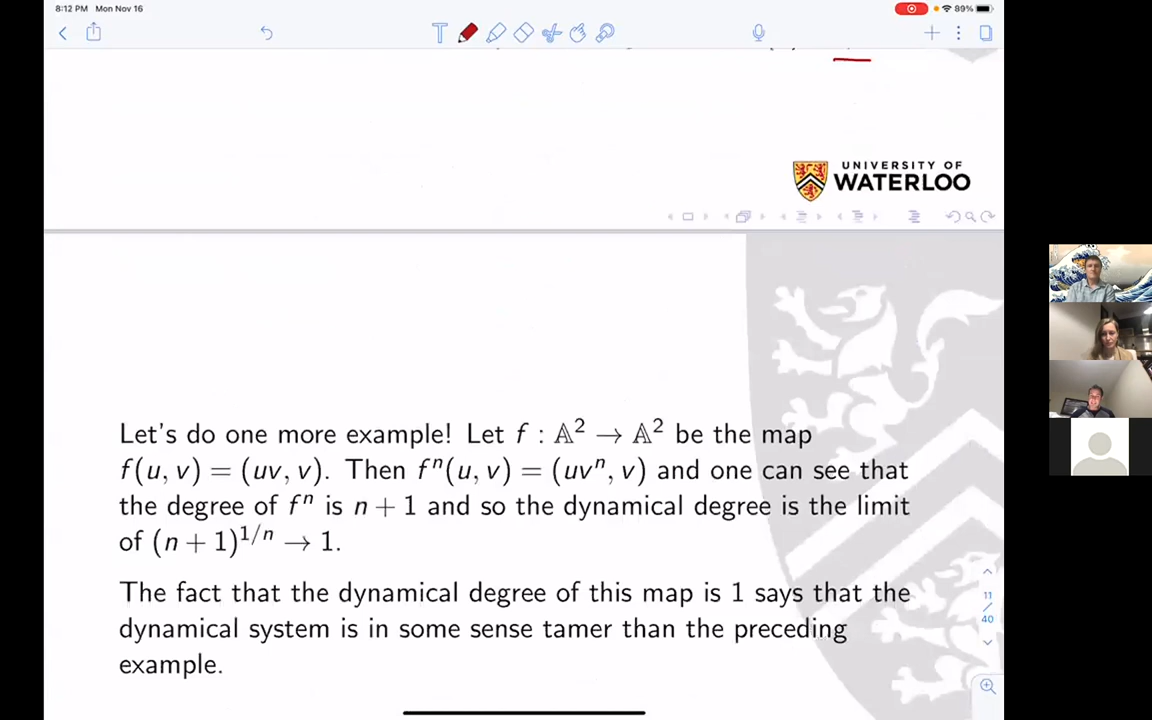 8:12 PM Mon Nov 16
89%
UNIVERSITY OF
WATERLOO
Let's do one more example! Let f : 𝔸² → 𝔸² be the map
f(u, v) = (uv, v). Then fⁿ(u, v) = (uvⁿ, v) and one can see that
the degree of fⁿ is n + 1 and so the dynamical degree is the limit
of (n + 1)^{1/n} → 1.
The fact that the dynamical degree of this map is 1 says that the
dynamical system is in some sense tamer than the preceding
example.
11
/
40